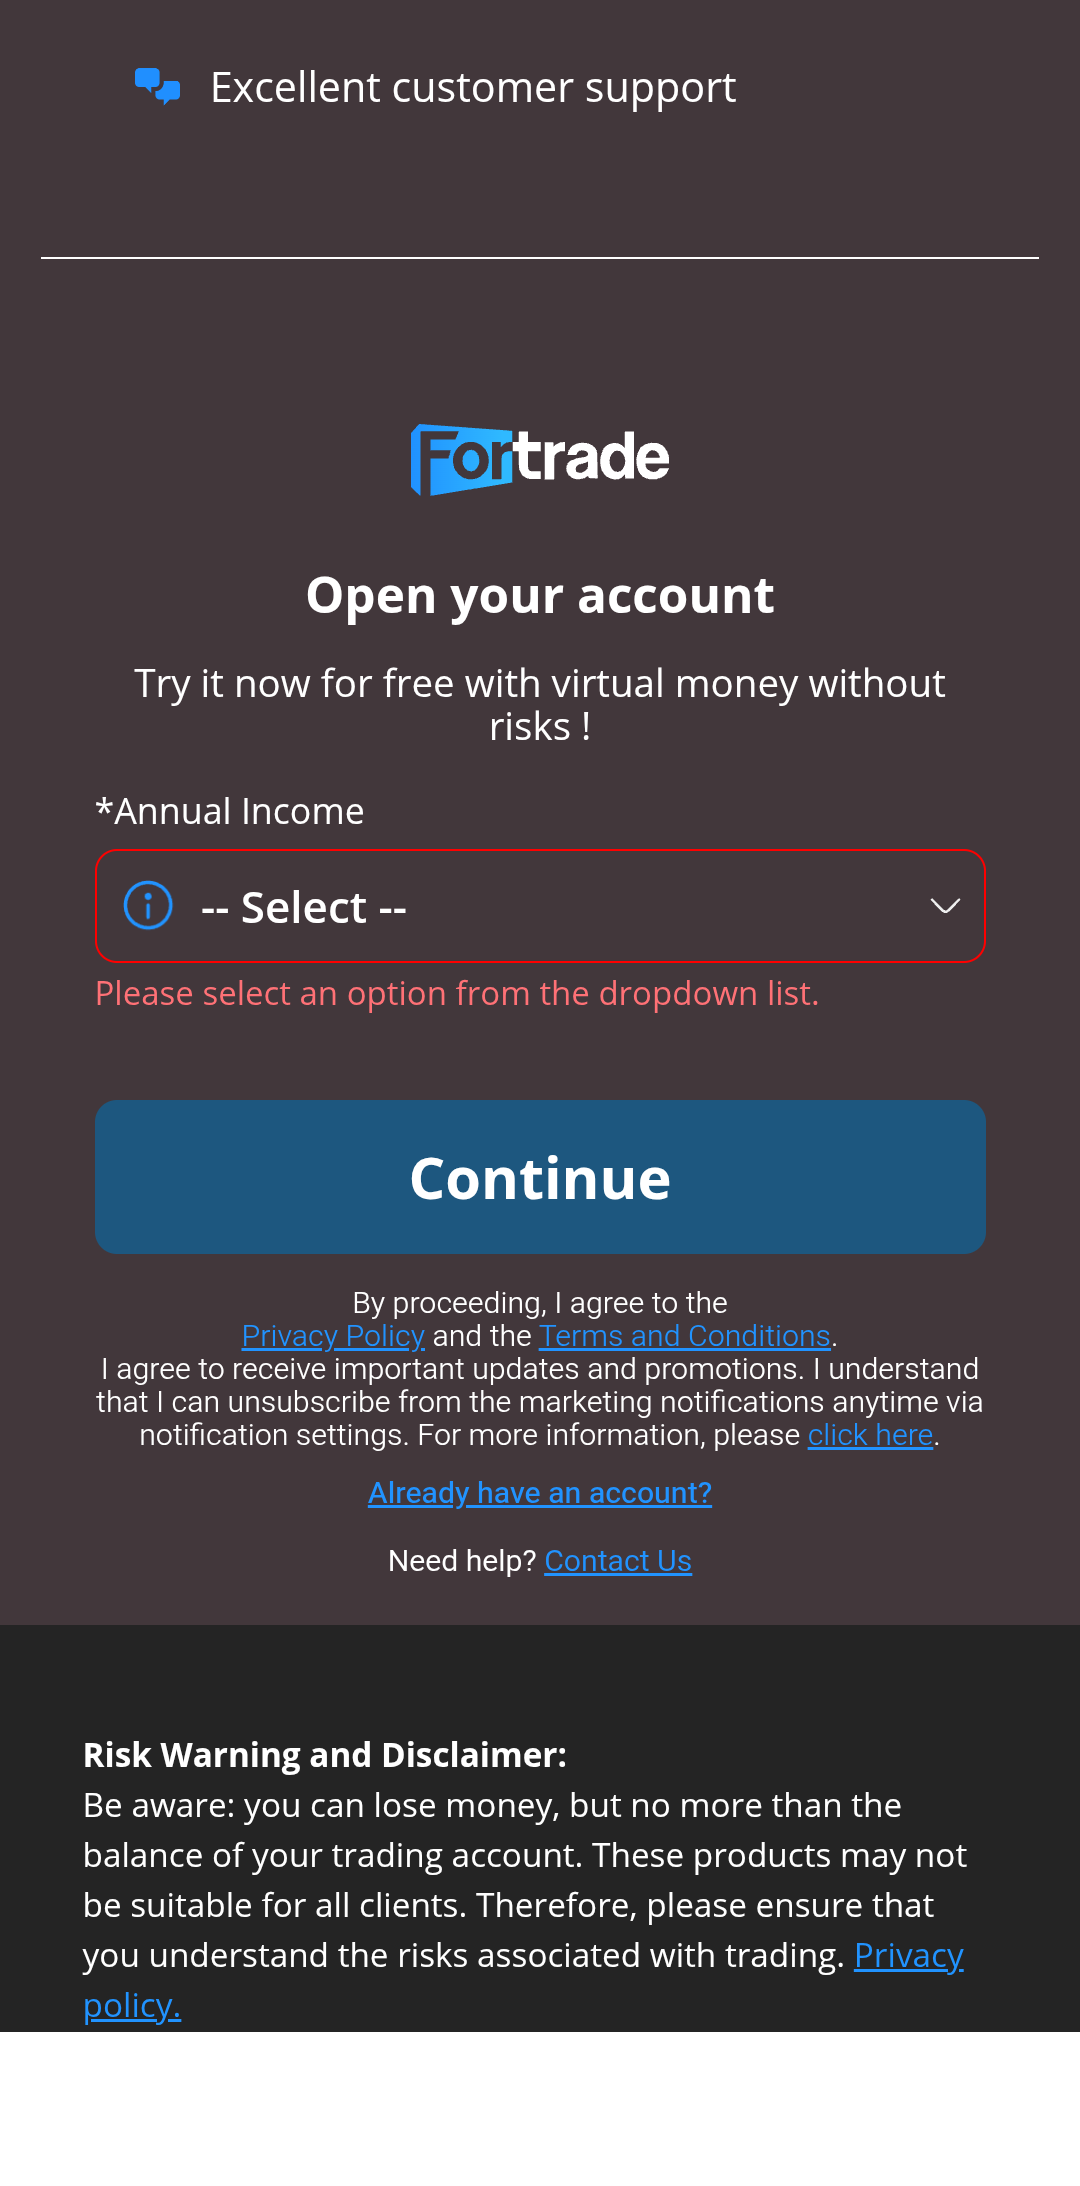 Excellent customer support
Fortrade
Open your account
Try it now for free with virtual money without
risks !
*Annual Income
-- Select --
Please select an option from the dropdown list.
Continue
By proceeding, I agree to the
Privacy Policy and the Terms and Conditions.
I agree to receive important updates and promotions. I understand
that I can unsubscribe from the marketing notifications anytime via
notification settings. For more information, please click here.
Already have an account?
Need help? Contact Us
Risk Warning and Disclaimer:
Be aware: you can lose money, but no more than the
balance of your trading account. These products may not
be suitable for all clients. Therefore, please ensure that
you understand the risks associated with trading. Privacy
policy.